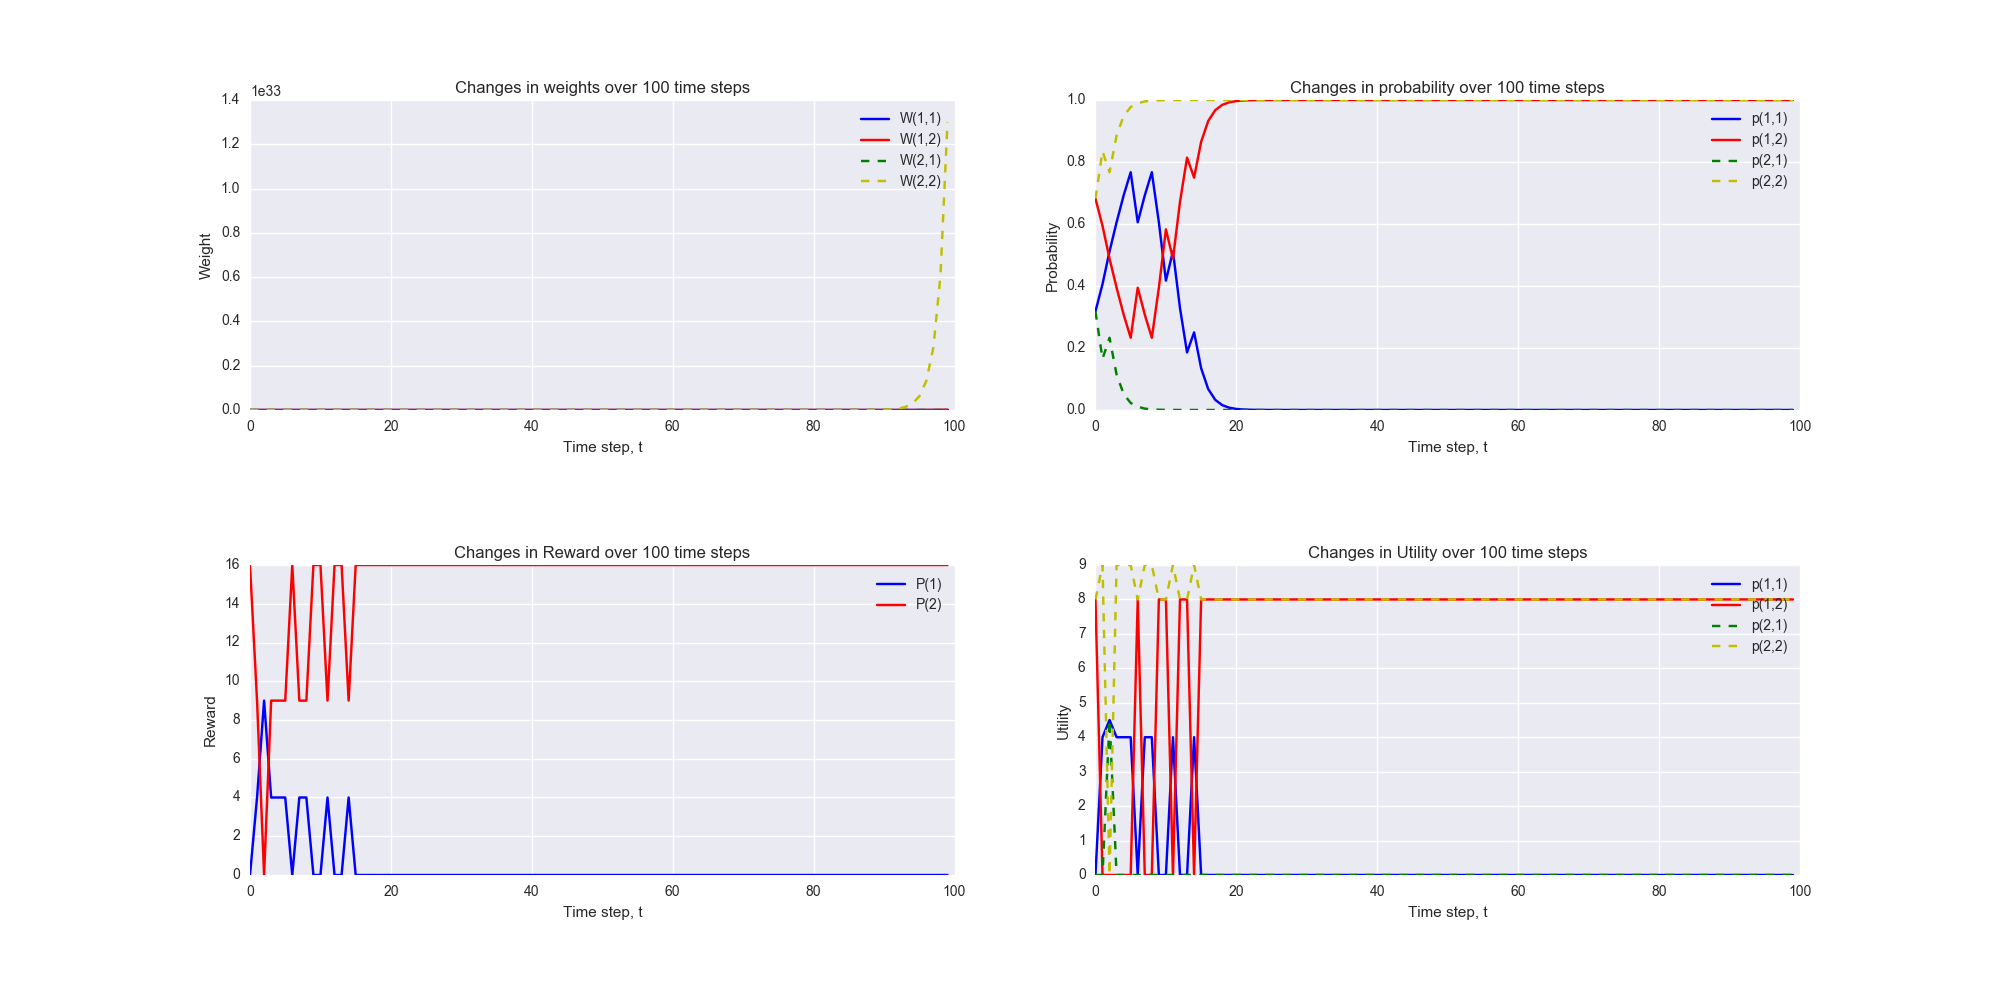 Changes in weights over 100 time steps
1e33
1.4
1.2
1.0
0.8
0.6
0.4
0.2
0.0
Weight
0 20 40 60 80 100
Time step, t
W(1,1)
W(1,2)
W(2,1)
W(2,2)
Changes in probability over 100 time steps
1.0
0.8
0.6
0.4
0.2
0.0
Probability
0 20 40 60 80 100
Time step, t
p(1,1)
p(1,2)
p(2,1)
p(2,2)
Changes in Reward over 100 time steps
16
14
12
10
8
6
4
2
0
Reward
0 20 40 60 80 100
Time step, t
P(1)
P(2)
Changes in Utility over 100 time steps
9
8
7
6
5
4
3
2
1
0
Utility
0 20 40 60 80 100
Time step, t
p(1,1)
p(1,2)
p(2,1)
p(2,2)